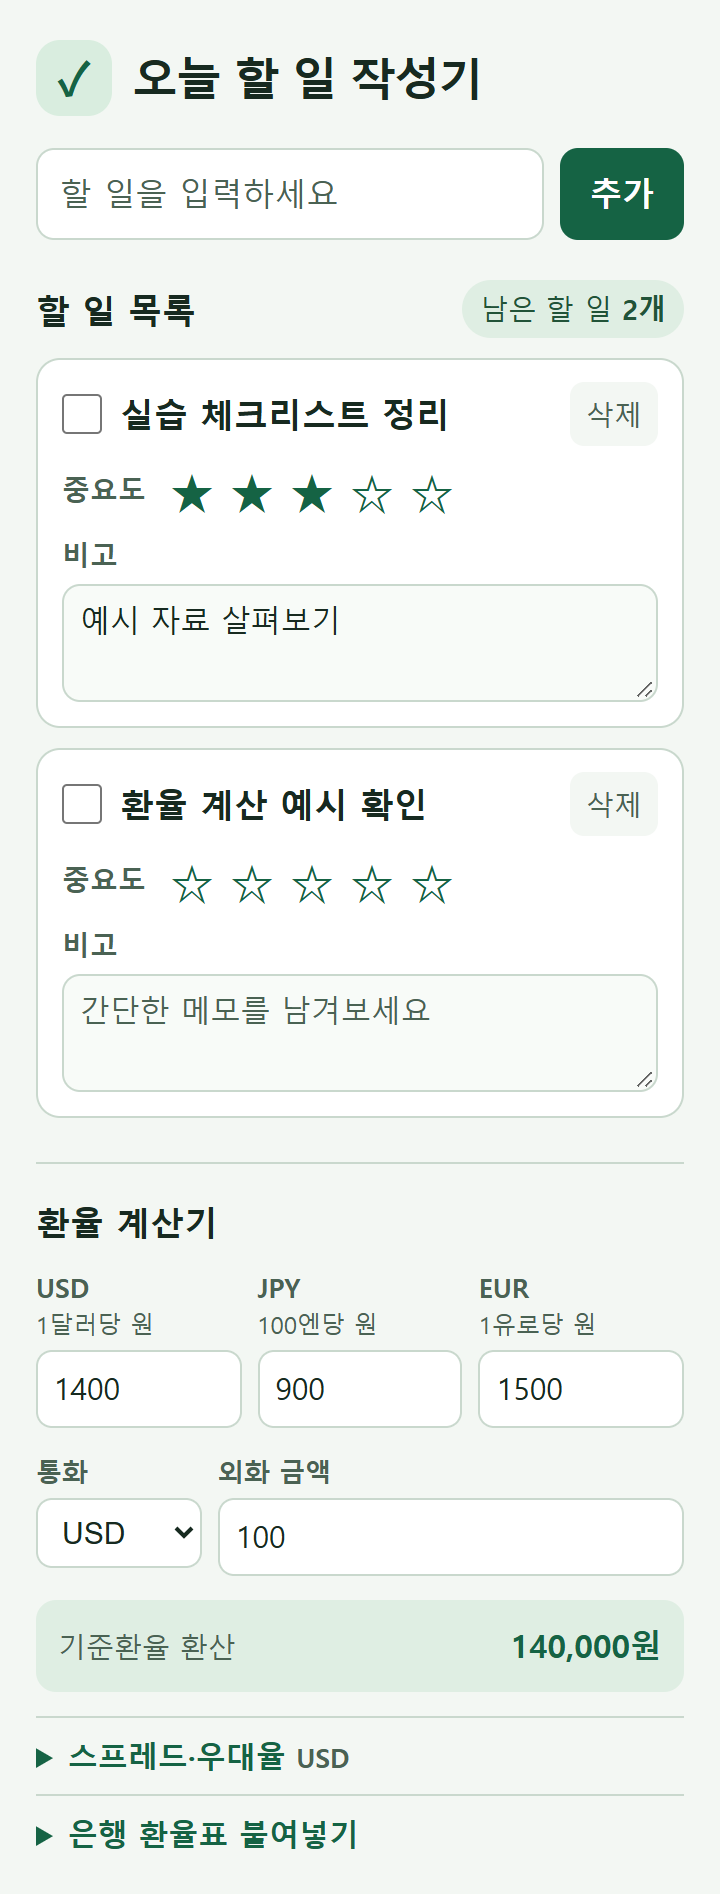 오늘 할 일 작성기
할 일을 입력하세요
추가
할 일 목록
남은 할 일 2개
실습 체크리스트 정리
삭제
중요도 ★ ★ ★ ☆ ☆
비고
예시 자료 살펴보기
환율 계산 예시 확인
삭제
중요도 ☆ ☆ ☆ ☆ ☆
비고
간단한 메모를 남겨보세요
환율 계산기
USD
1달러당 원
1400
JPY
100엔당 원
900
EUR
1유로당 원
1500
통화
USD
외화 금액
100
기준환율 환산
140,000원
스프레드·우대율 USD
은행 환율표 붙여넣기